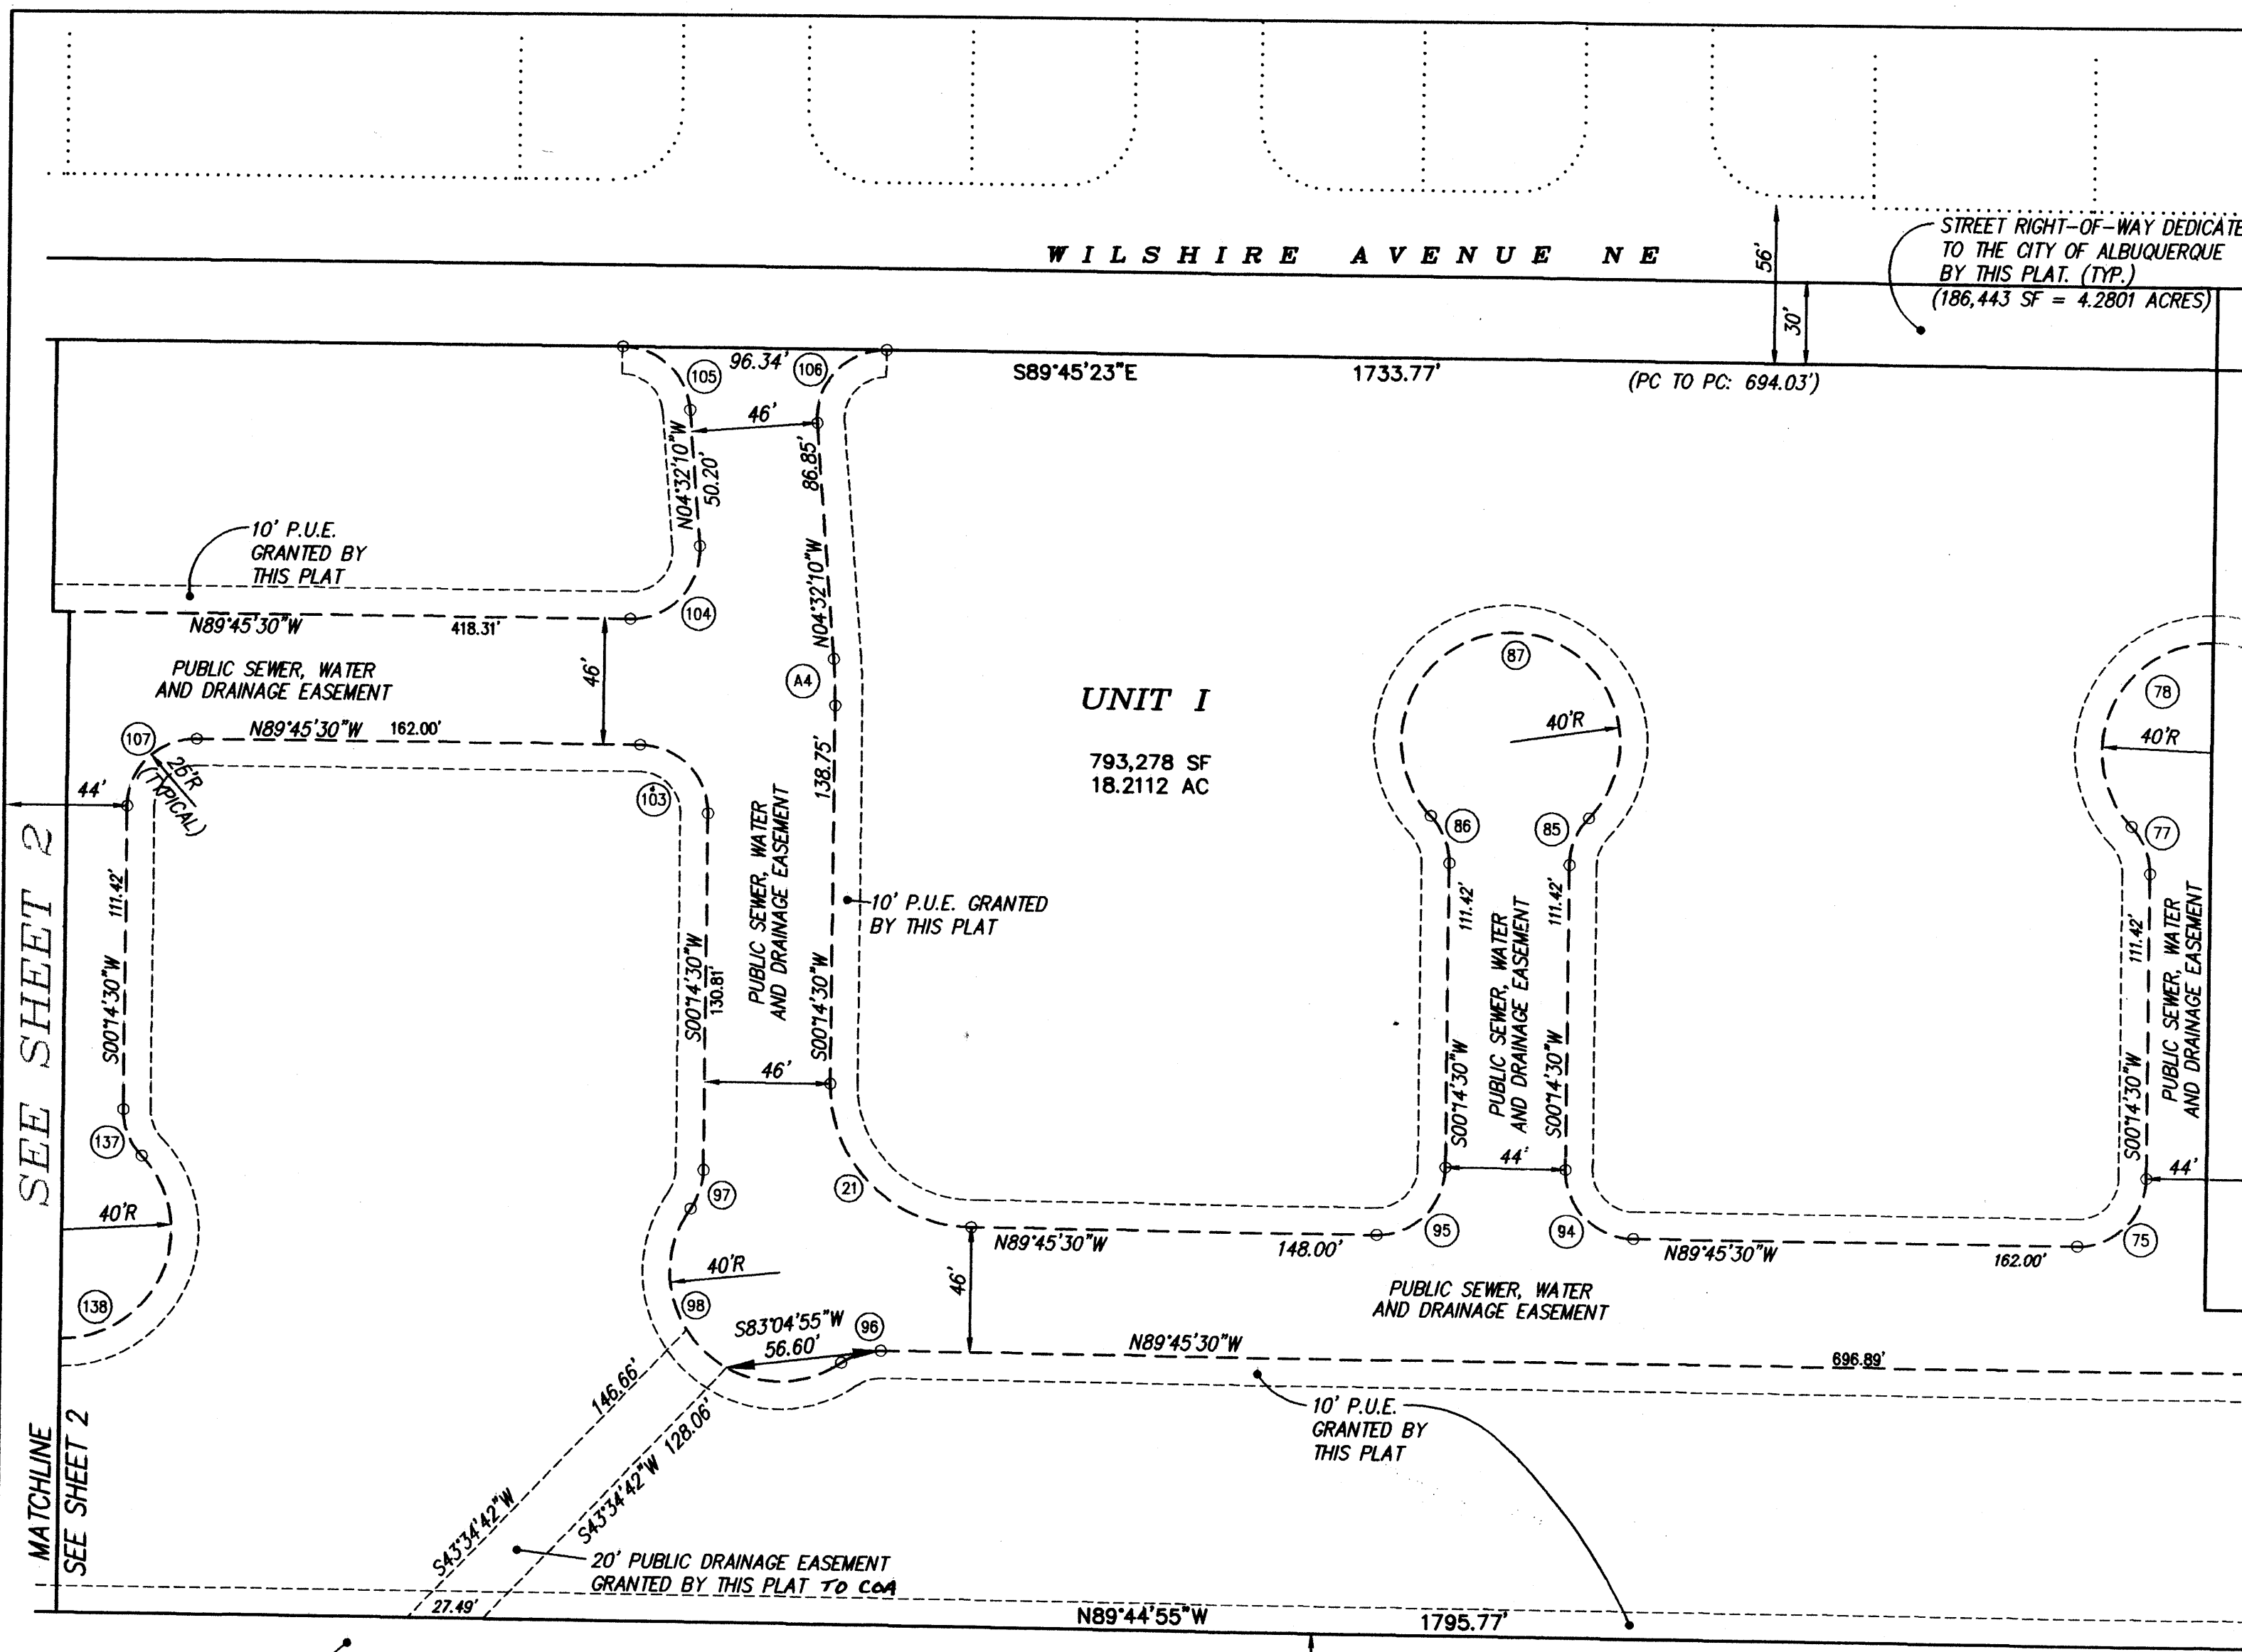 WILSHIRE AVENUE NE
56'
30'
STREET RIGHT-OF-WAY DEDICATE
TO THE CITY OF ALBUQUERQUE
BY THIS PLAT. (TYP.)
(186,443 SF = 4.2801 ACRES)
105
96.34'
106
S89°45'23"E
1733.77'
(PC TO PC: 694.03')
46'
N04°32'10"W
50.20'
86.85'
N04°32'10"W
10' P.U.E.
GRANTED BY
THIS PLAT
104
N89°45'30"W
418.31'
46'
PUBLIC SEWER, WATER
AND DRAINAGE EASEMENT
A4
87
UNIT I
793,278 SF
18.2112 AC
40'R
78
40'R
107
N89°45'30"W 162.00'
25'R
(TYPICAL)
44'
103
138.75'
PUBLIC SEWER, WATER
AND DRAINAGE EASEMENT
86
85
77
SEE SHEET 2
111.42'
S00°14'30"W
10' P.U.E. GRANTED
BY THIS PLAT
S00°14'30"W
130.81'
S00°14'30"W
46'
111.42'
S00°14'30"W
PUBLIC SEWER, WATER
AND DRAINAGE EASEMENT
111.42'
S00°14'30"W
111.42'
S00°14'30"W
PUBLIC SEWER, WATER
AND DRAINAGE EASEMENT
137
44'
44'
97
21
40'R
95
94
75
N89°45'30"W
148.00'
N89°45'30"W
162.00'
40'R
46'
138
98
PUBLIC SEWER, WATER
AND DRAINAGE EASEMENT
S83°04'55"W
56.60'
96
N89°45'30"W
696.89'
146.66'
S43°34'42"W
S43°34'42"W 128.06'
10' P.U.E.
GRANTED BY
THIS PLAT
MATCHLINE
SEE SHEET 2
20' PUBLIC DRAINAGE EASEMENT
GRANTED BY THIS PLAT TO COA
27.49'
N89°44'55"W
1795.77'